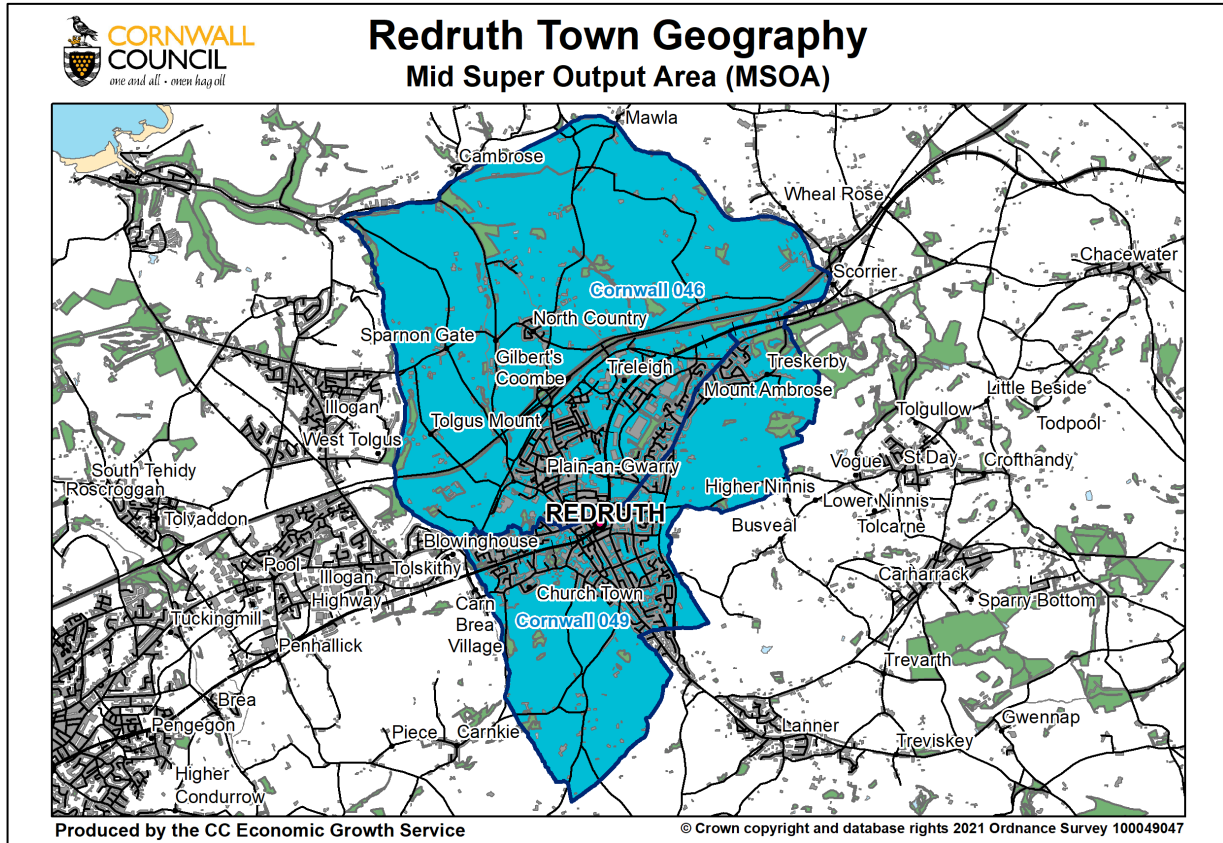 CORNWALL
COUNCIL
one and all • onen hag oll
Redruth Town Geography
Mid Super Output Area (MSOA)
Mawla
Cambrose
Wheal Rose
Chacewater
Scorrier
Cornwall 046
North Country
Sparnon Gate
Gilbert's
Coombe
Treleigh
Treskerby
Mount Ambrose
Little Beside
Illogan
Tolgus Mount
Tolgullow
Todpool
West Tolgus
Plain-an-Gwarry
Vogue
St.Day
Crofthandy
South Tehidy
Roscroggan
Higher Ninnis
Lower Ninnis
Tolvaddon
REDRUTH
Busveal
Tolcarne
Blowinghouse
Pool
Illogan
Highway
Tolskithy
Carharrack
Church Town
Sparry Bottom
Carn
Brea
Village
Cornwall 049
Tuckingmill
Penhallick
Trevarth
Brea
Pengegon
Piece
Carnkie
Lanner
Gwennap
Treviskey
Higher
Condurrow
Produced by the CC Economic Growth Service
© Crown copyright and database rights 2021 Ordnance Survey 100049047